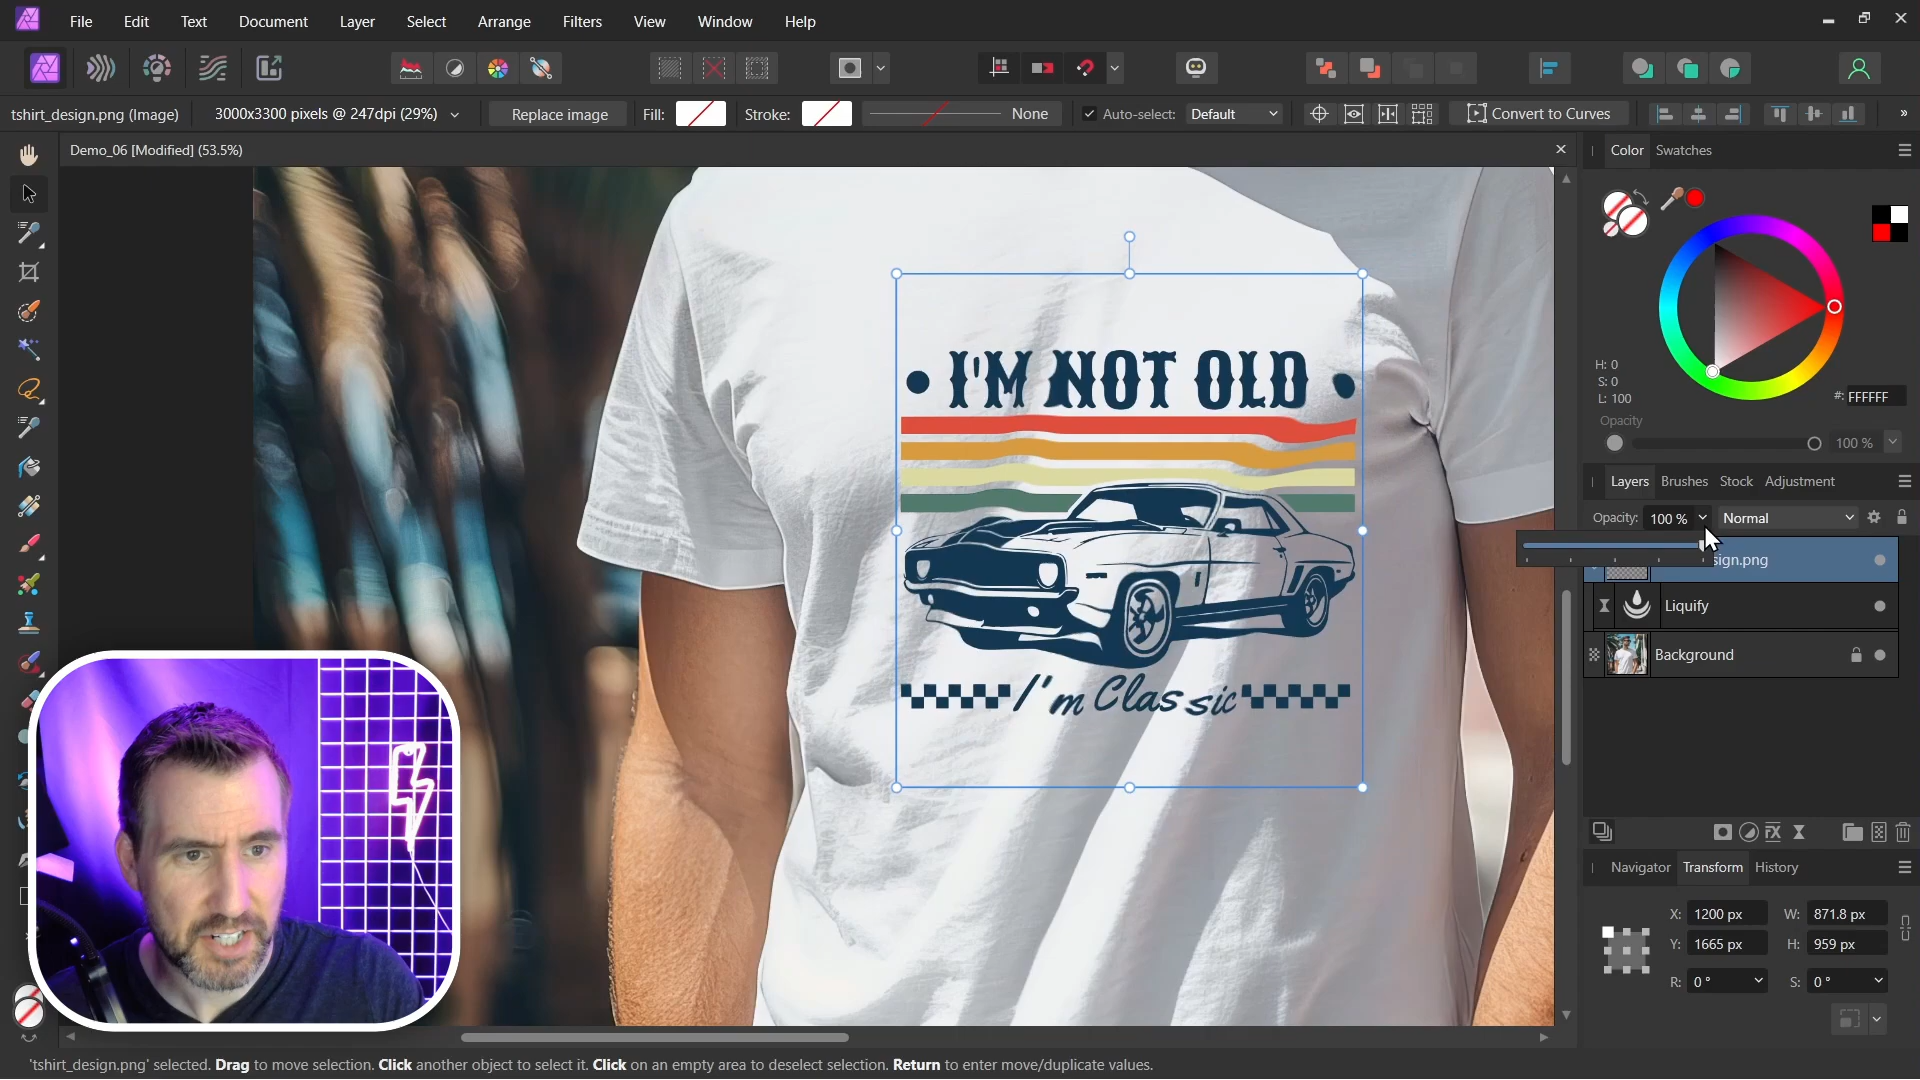 File Edit Text Document Layer Select Arrange Filters View Window Help
tshirt_design.png (Image) 3000x3300 pixels @ 247dpi (29%) Replace image Fill: Stroke: None Auto-select: Default Convert to Curves »
Demo_06 [Modified] (53.5%)
Color Swatches
H: 0
S: 0
L: 100
#: FFFFFF
Opacity
100 %
Layers Brushes Stock Adjustment
Opacity: 100 % Normal
sign.png
Liquify
Background
I'M NOT OLD
I'm Classic
Navigator Transform History
X: 1200 px W: 871.8 px
Y: 1665 px H: 959 px
R: 0 ° S: 0 °
'tshirt_design.png' selected. Drag to move selection. Click another object to select it. Click on an empty area to deselect selection. Return to enter move/duplicate values.